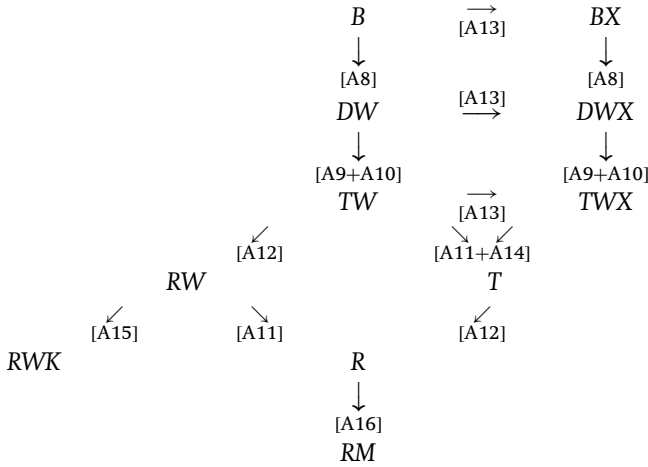 B → BX
[A13]
↓ ↓
[A8] [A8]
[A13]
DW → DWX
↓ ↓
[A9+A10] [A9+A10]
TW → TWX
[A13]
↙ ↘ ↙
[A12] [A11+A14]
RW T
↙ ↘ ↙
[A15] [A11] [A12]
RWK R
↓
[A16]
RM